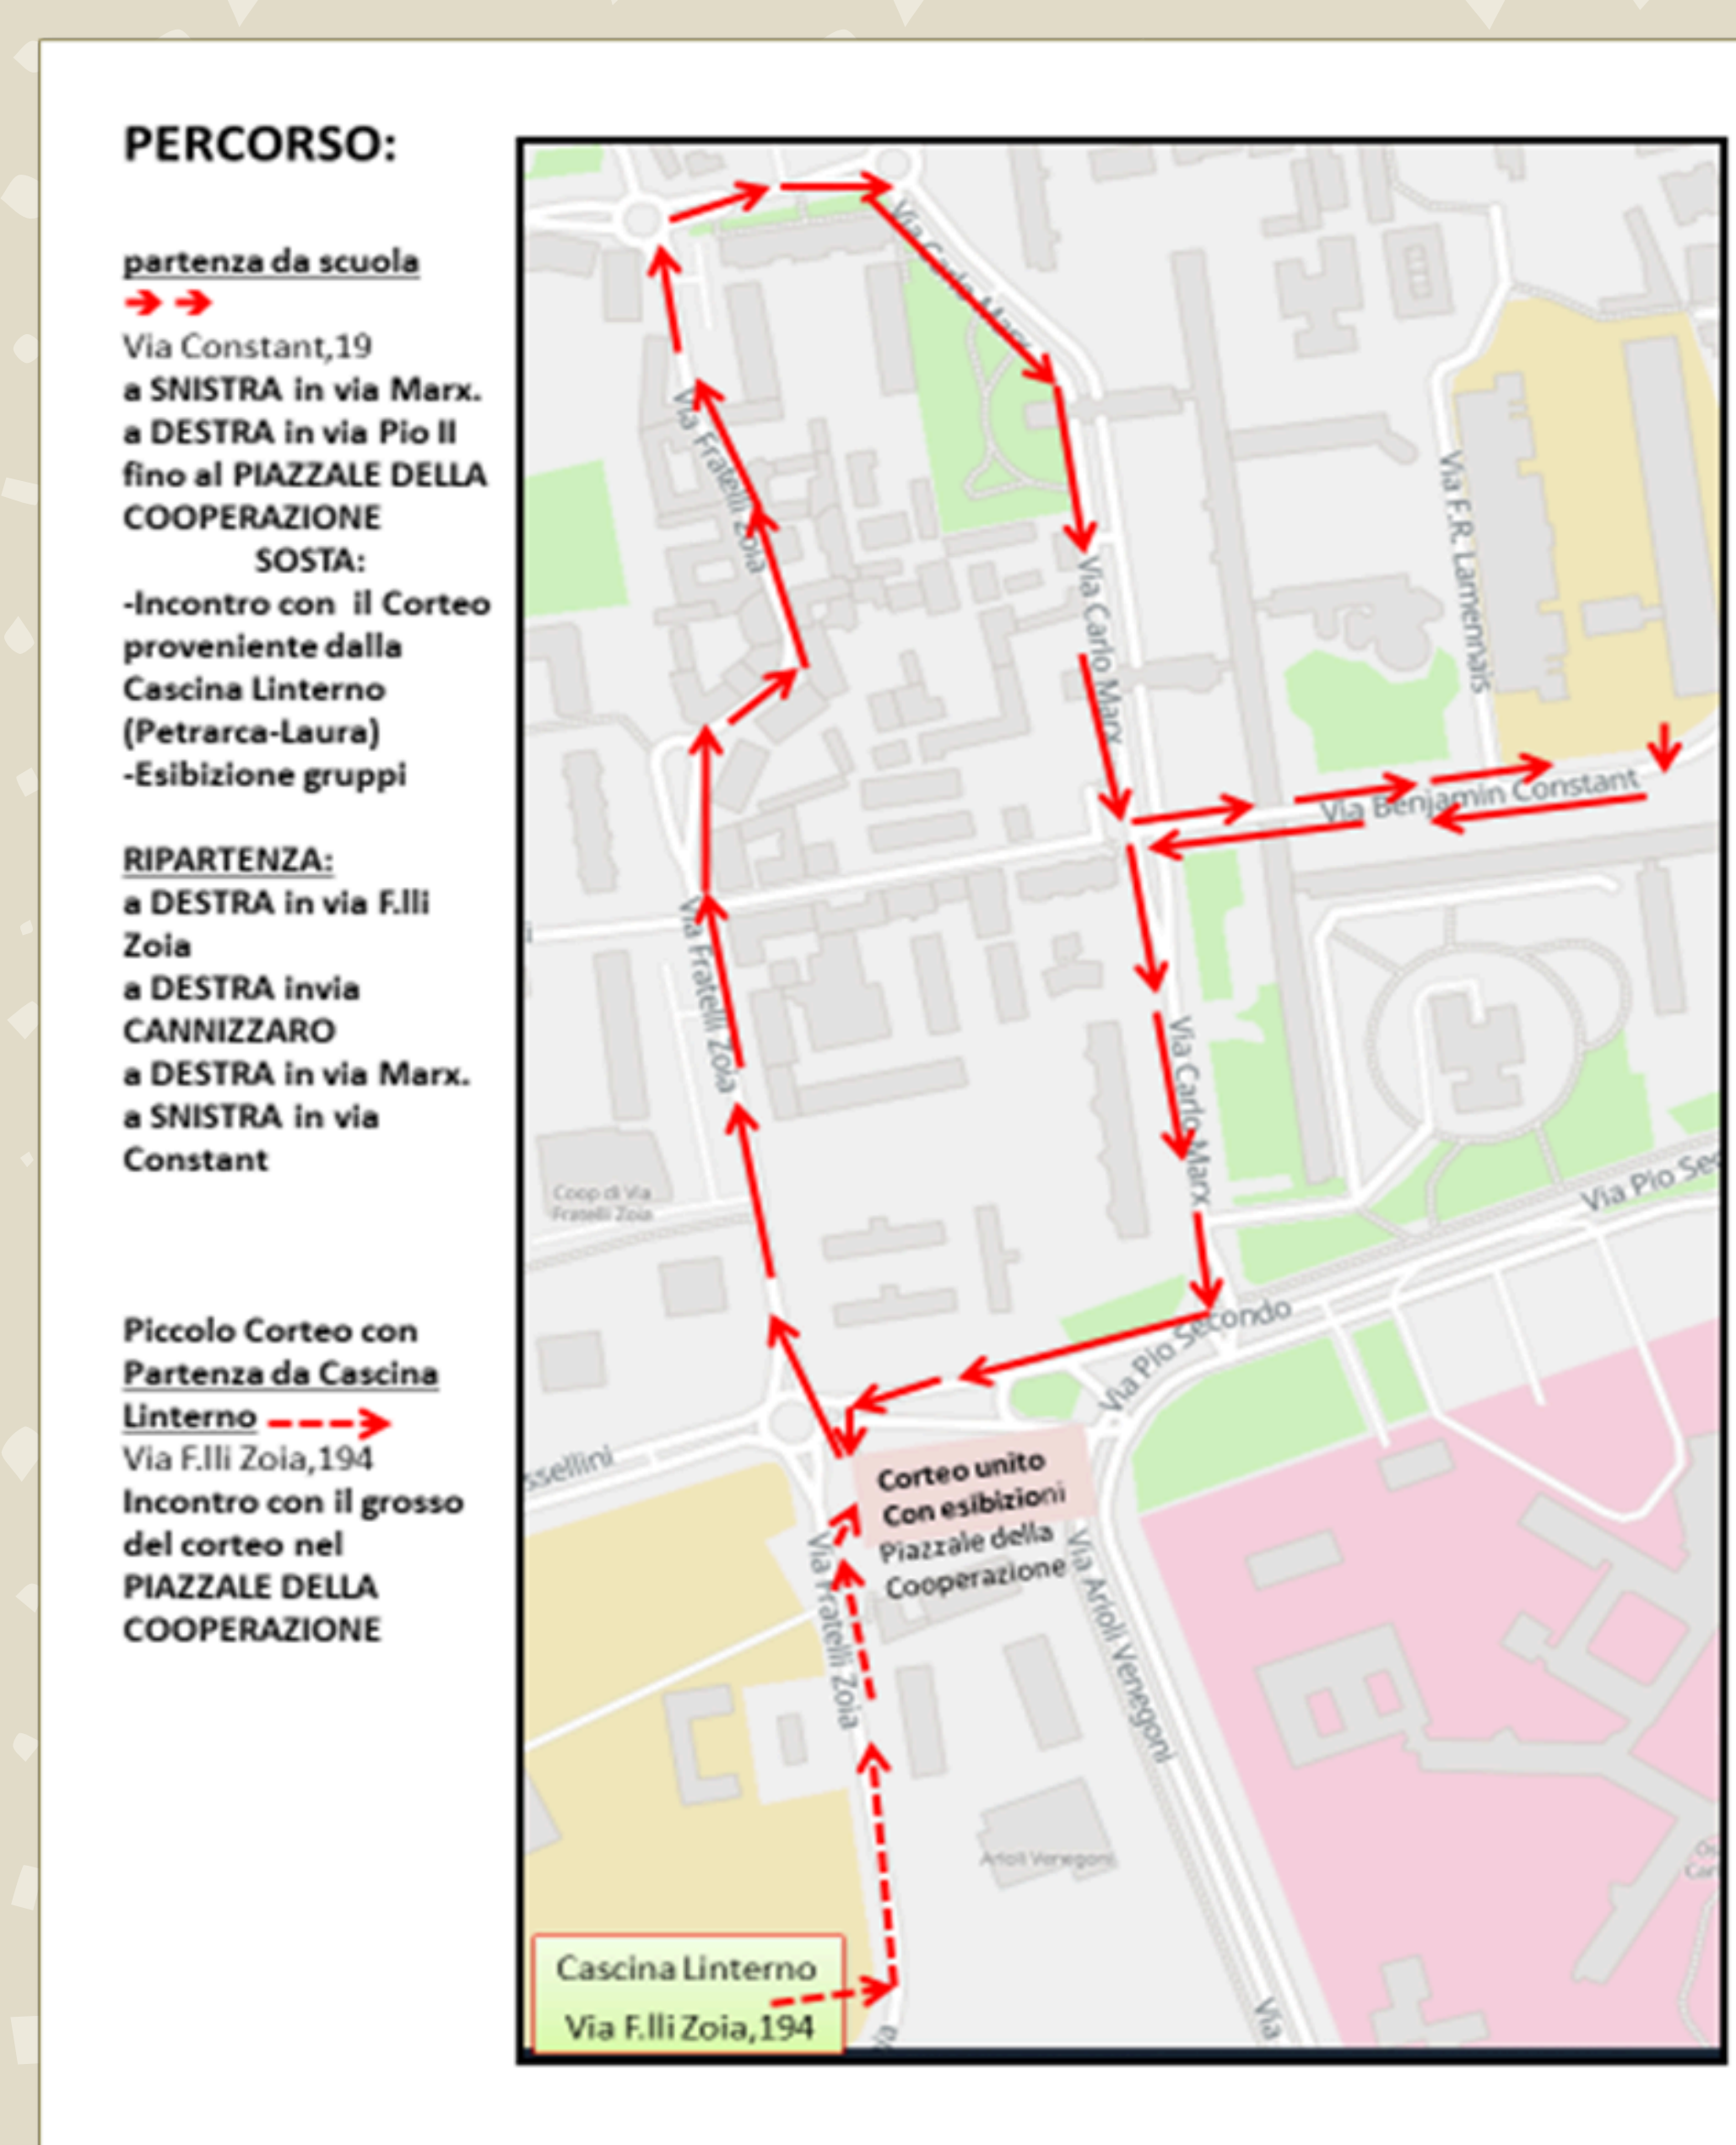 PERCORSO:
partenza da scuola
Via Constant,19
a SNISTRA in via Marx.
a DESTRA in via Pio II
fino al PIAZZALE DELLA
COOPERAZIONE
SOSTA:
-Incontro con il Corteo
proveniente dalla
Cascina Linterno
(Petrarca-Laura)
-Esibizione gruppi
RIPARTENZA:
a DESTRA in via F.lli
Zoia
a DESTRA invia
CANNIZZARO
a DESTRA in via Marx.
a SNISTRA in via
Constant
Piccolo Corteo con
Partenza da Cascina
Linterno
Via F.lli Zoia,194
Incontro con il grosso
del corteo nel
PIAZZALE DELLA
COOPERAZIONE
Via Carlo Marx
Via Fratelli Zoia
Via F.R. Lamennais
Via Carlo Marx
Via Benjamin Constant
Via Fratelli Zoia
Via Carlo Marx
Coop di Via
Fratelli Zoia
Via Pio Sec
Via Pio Secondo
ssellini
Corteo unito
Con esibizioni
Piazzale della
Cooperazione
Via Fratelli Zoia
Via Arioli Venegoni
Arioli Venegoni
Cascina Linterno
Via F.lli Zoia,194
Via